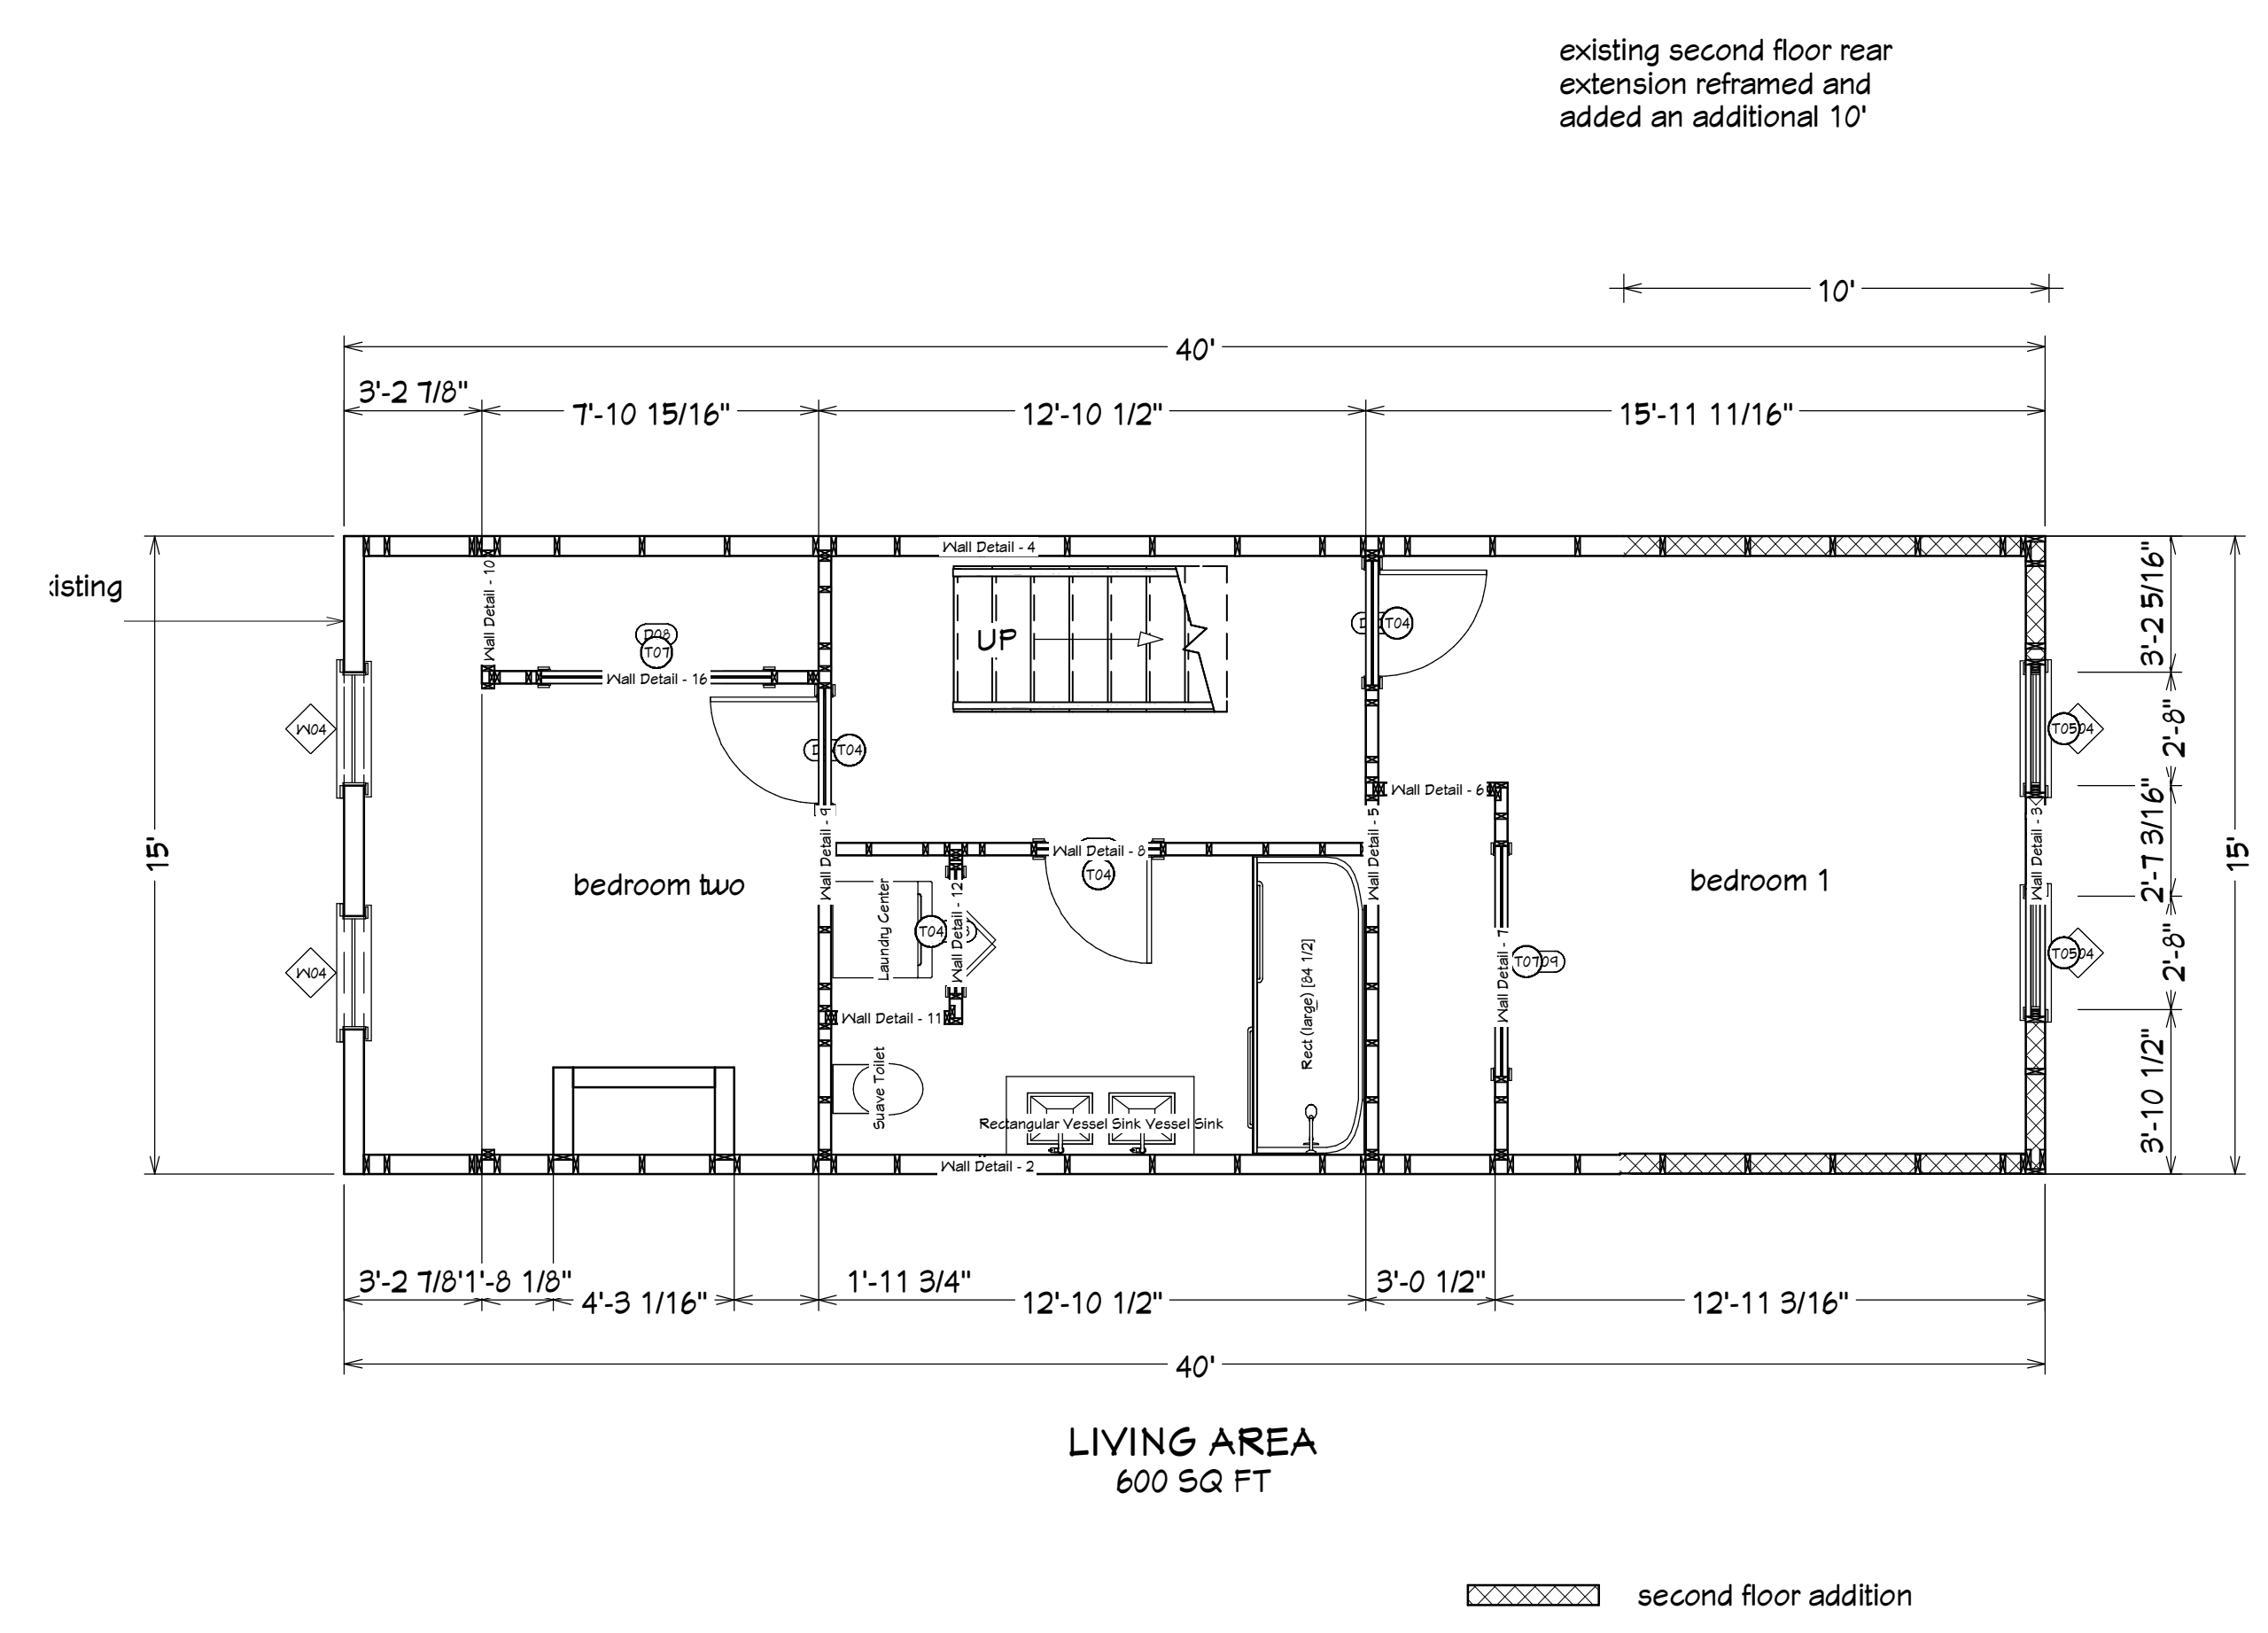 existing second floor rear
extension reframed and
added an additional 10'
10'
40'
3'-2 7/8"
7'-10 15/16"
12'-10 1/2"
15'-11 11/16"
Wall Detail - 4
xisting
15'
Wall Detail - 10
T07
Wall Detail - 16
UP
T04
T04
W04
W04
Wall Detail - 9
Wall Detail - 8
T04
Wall Detail - 5
Wall Detail - 6
Wall Detail - 7
T0709
bedroom two
bedroom 1
Laundry Center
T04
Wall Detail - 12
Wall Detail - 11
Suave Toilet
Rectangular Vessel Sink Vessel Sink
Rect (large) [84 1/2]
Wall Detail - 2
Wall Detail - 3
T0504
T0504
3'-2 5/16"
2'-8"
2'-7 3/16"
2'-8"
3'-10 1/2"
15'
3'-2 7/8'
1'-8 1/8"
4'-3 1/16"
1'-11 3/4"
12'-10 1/2"
3'-0 1/2"
12'-11 3/16"
40'
LIVING AREA
600 SQ FT
second floor addition